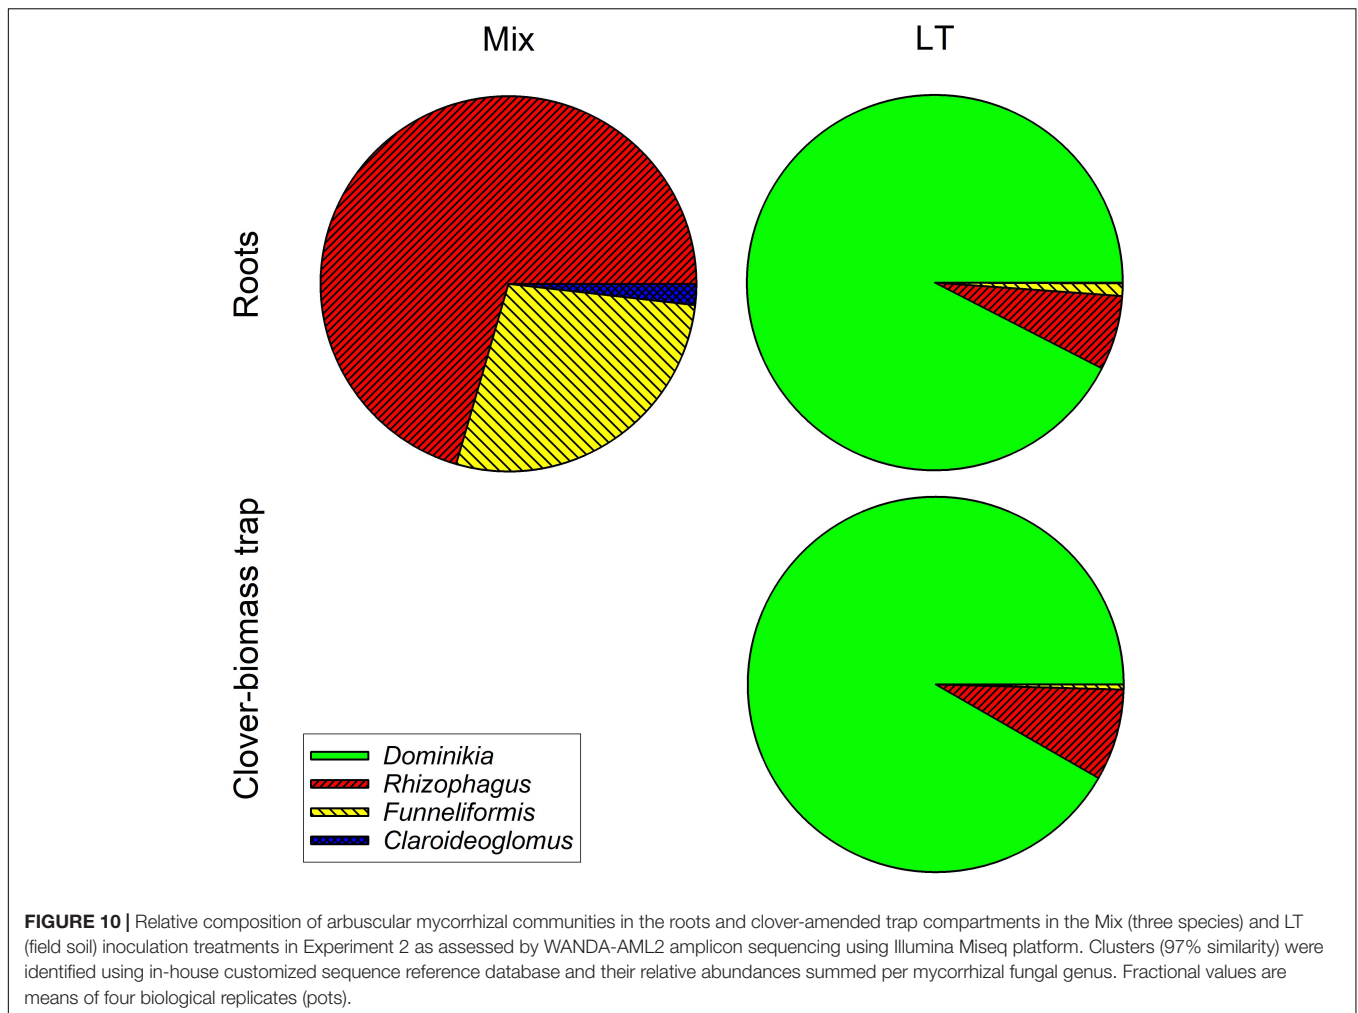 Mix
LT
Roots
Clover-biomass trap
Dominikia
Rhizophagus
Funneliformis
Claroideoglomus
FIGURE 10 | Relative composition of arbuscular mycorrhizal communities in the roots and clover-amended trap compartments in the Mix (three species) and LT
(field soil) inoculation treatments in Experiment 2 as assessed by WANDA-AML2 amplicon sequencing using Illumina Miseq platform. Clusters (97% similarity) were
identified using in-house customized sequence reference database and their relative abundances summed per mycorrhizal fungal genus. Fractional values are
means of four biological replicates (pots).